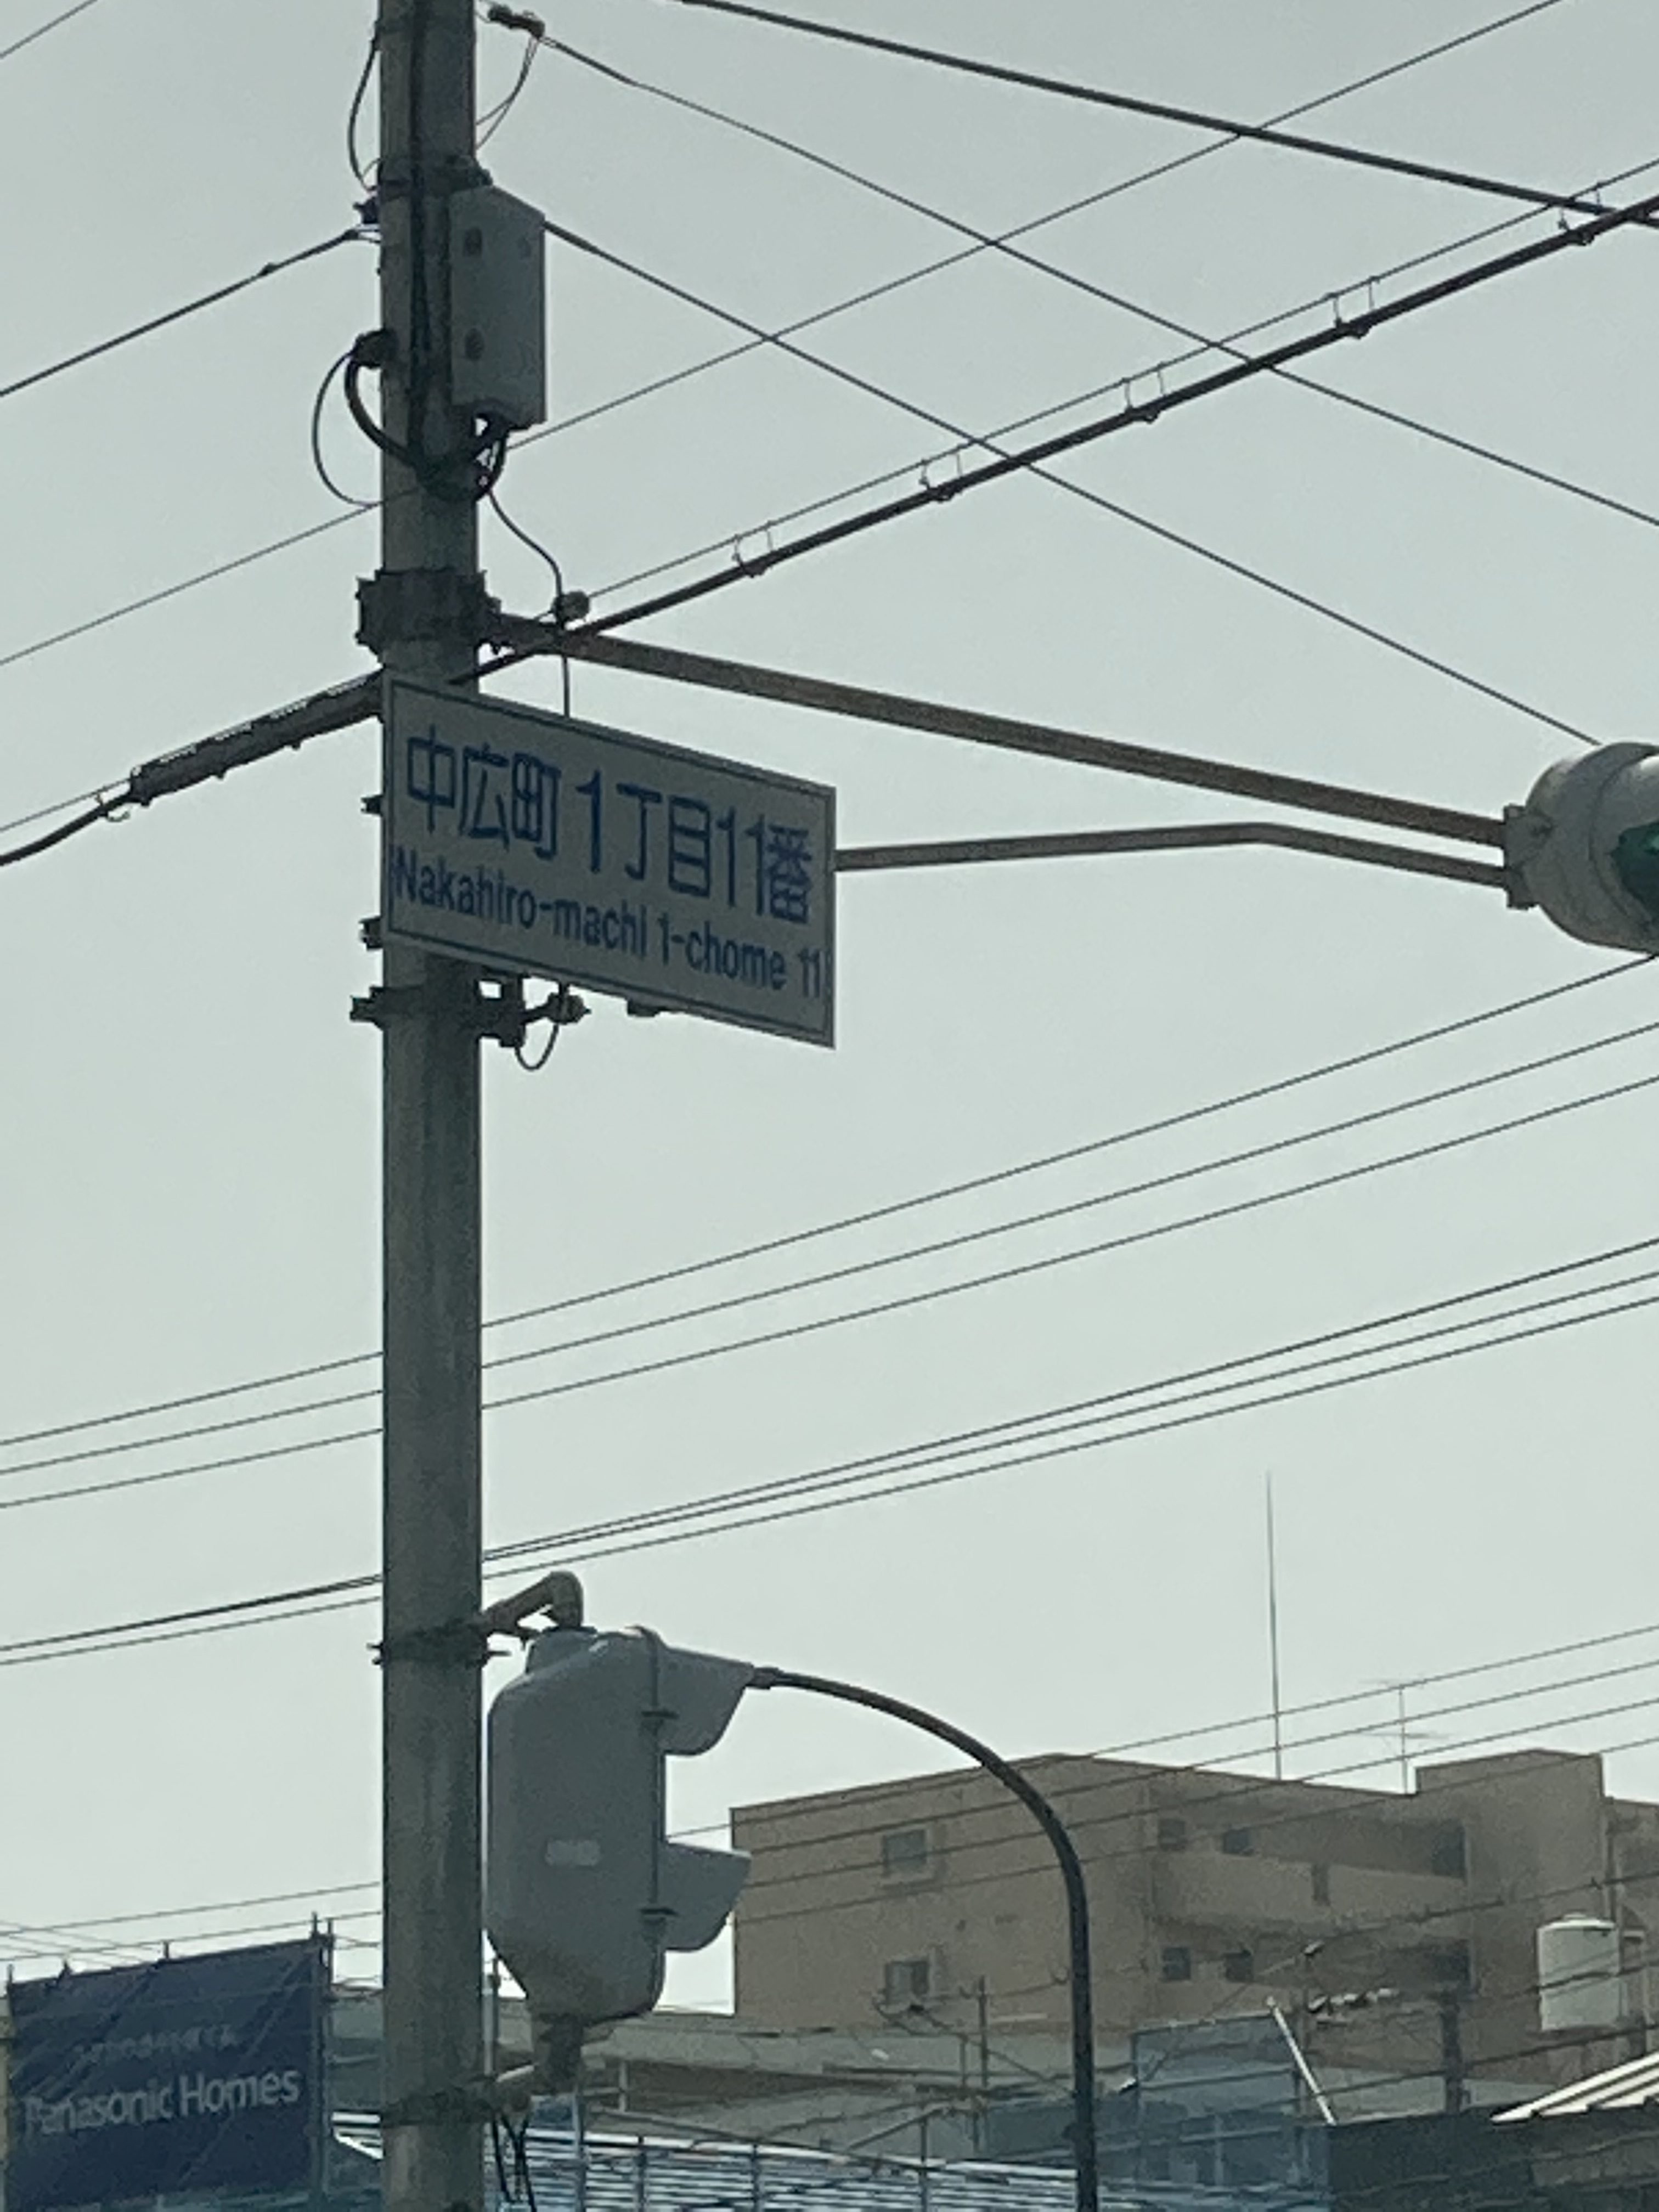 中広町1丁目11番
Nakahiro-machi 1-chome 11
Panasonic Homes